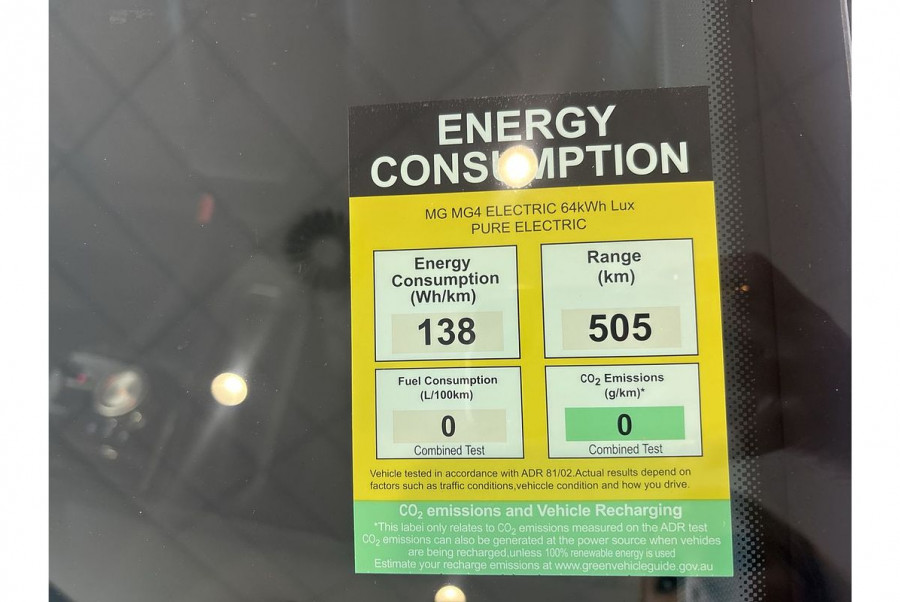 ENERGY
CONSUMPTION
MG MG4 ELECTRIC 64kWh Lux
PURE ELECTRIC
Energy
Consumption
(Wh/km)
138
Range
(km)
505
Fuel Consumption
(L/100km)
0
Combined Test
CO₂ Emissions
(g/km)*
0
Combined Test
Vehicle tested in accordance with ADR 81/02.Actual results depend on
factors such as traffic conditions,vehiccle condition and how you drive.
CO₂ emissions and Vehicle Recharging
*This label only relates to CO₂ emissions measured on the ADR test
CO₂ emissions can also be generated at the power source when vehides
are being recharged,unless 100% renewable energy is used
Estimate your recharge emissions at www.greenvehicleguide.gov.au